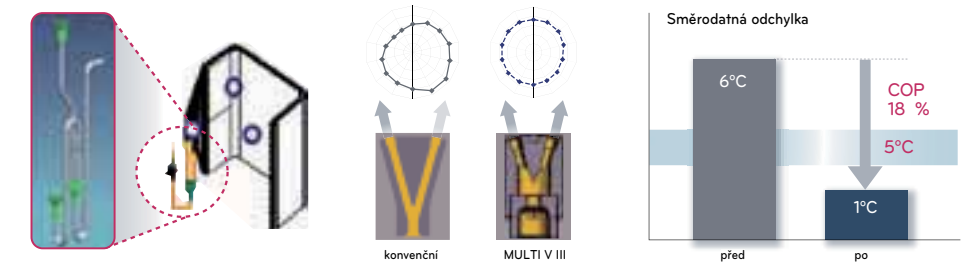 konvenční
MULTI V III
Směrodatná odchylka
6°C
COP
18 %
5°C
1°C
před
po